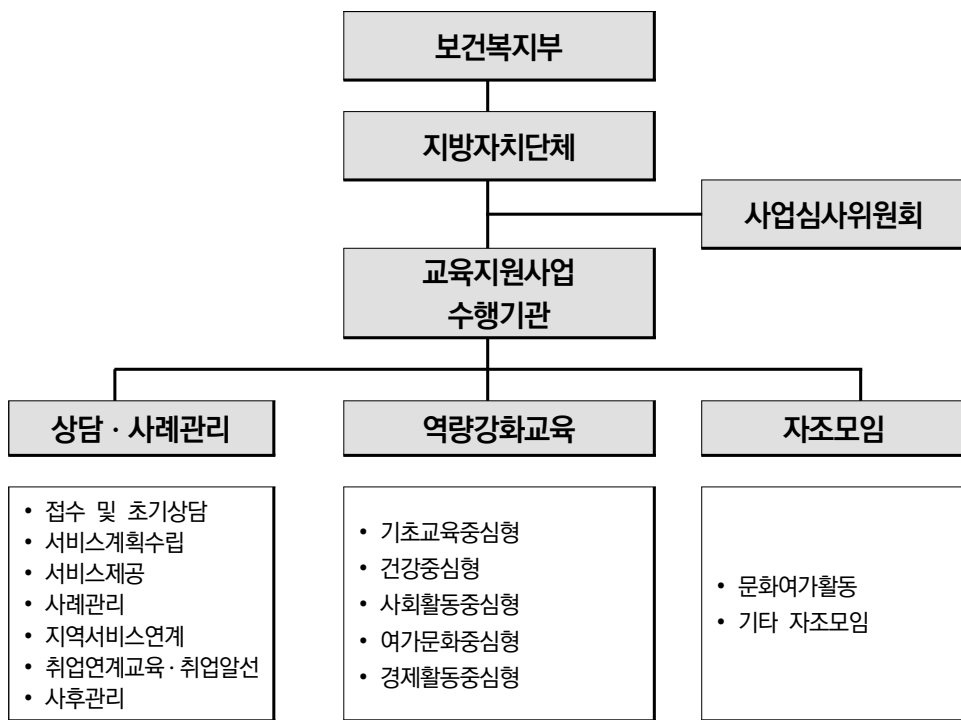 보건복지부
지방자치단체
사업심사위원회
교육지원사업
수행기관
상담 · 사례관리
역량강화교육
자조모임
• 접수 및 초기상담
• 서비스계획수립
• 서비스제공
• 사례관리
• 지역서비스연계
• 취업연계교육 · 취업알선
• 사후관리
• 기초교육중심형
• 건강중심형
• 사회활동중심형
• 여가문화중심형
• 경제활동중심형
• 문화여가활동
• 기타 자조모임